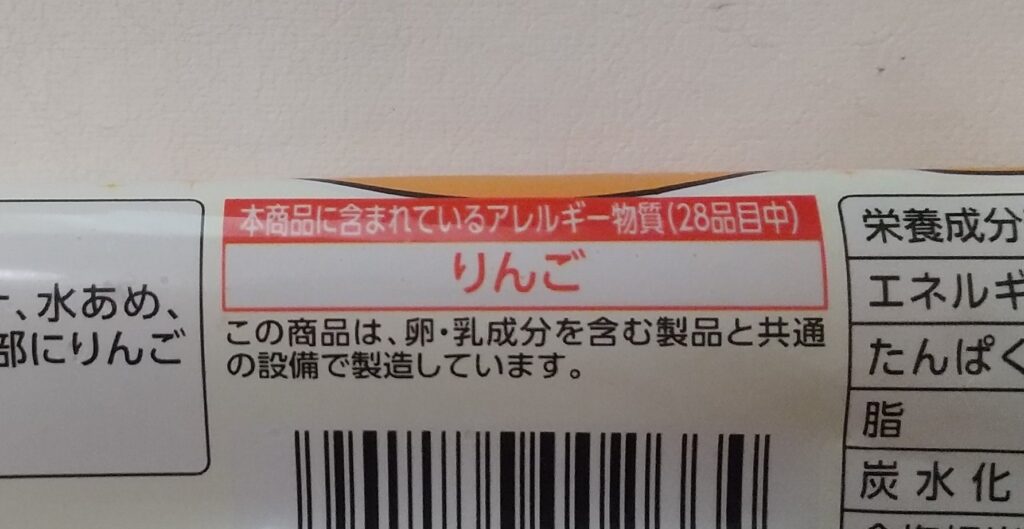 、水あめ、
部にりんご
本商品に含まれているアレルギー物質(28品目中)
りんご
この商品は、卵・乳成分を含む製品と共通
の設備で製造しています。
栄養成分
エネルギ
たんぱく
脂
炭水化